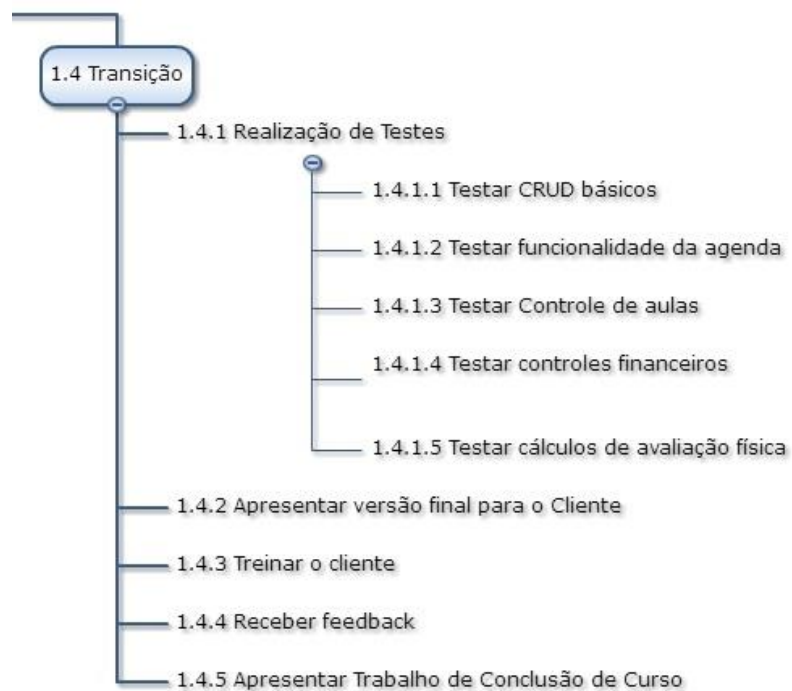 1.4 Transição
1.4.1 Realização de Testes
1.4.1.1 Testar CRUD básicos
1.4.1.2 Testar funcionalidade da agenda
1.4.1.3 Testar Controle de aulas
1.4.1.4 Testar controles financeiros
1.4.1.5 Testar cálculos de avaliação física
1.4.2 Apresentar versão final para o Cliente
1.4.3 Treinar o cliente
1.4.4 Receber feedback
1.4.5 Apresentar Trabalho de Conclusão de Curso